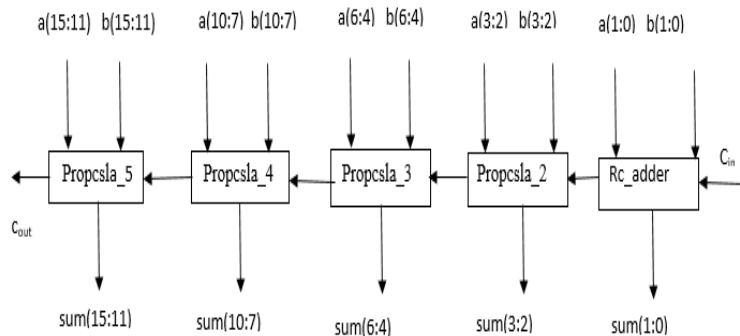 a(15:11) b(15:11) a(10:7) b(10:7) a(6:4) b(6:4) a(3:2) b(3:2) a(1:0) b(1:0)
Propcsla_5 Propcsla_4 Propcsla_3 Propcsla_2 Rc_adder
Cin
Cout
sum(15:11) sum(10:7) sum(6:4) sum(3:2) sum(1:0)